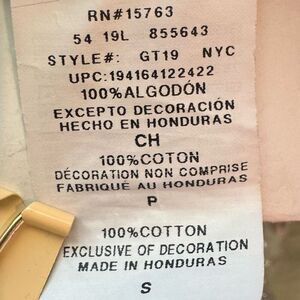 RN#15763
54 19L 855643
STYLE#: GT19 NYC
UPC:194164122422
100%ALGODÓN
EXCEPTO DECORACIÓN
HECHO EN HONDURAS
CH
100%COTON
DÉCORATION NON COMPRISE
FABRIQUÉ AU HONDURAS
P
100%COTTON
EXCLUSIVE OF DECORATION
MADE IN HONDURAS
S